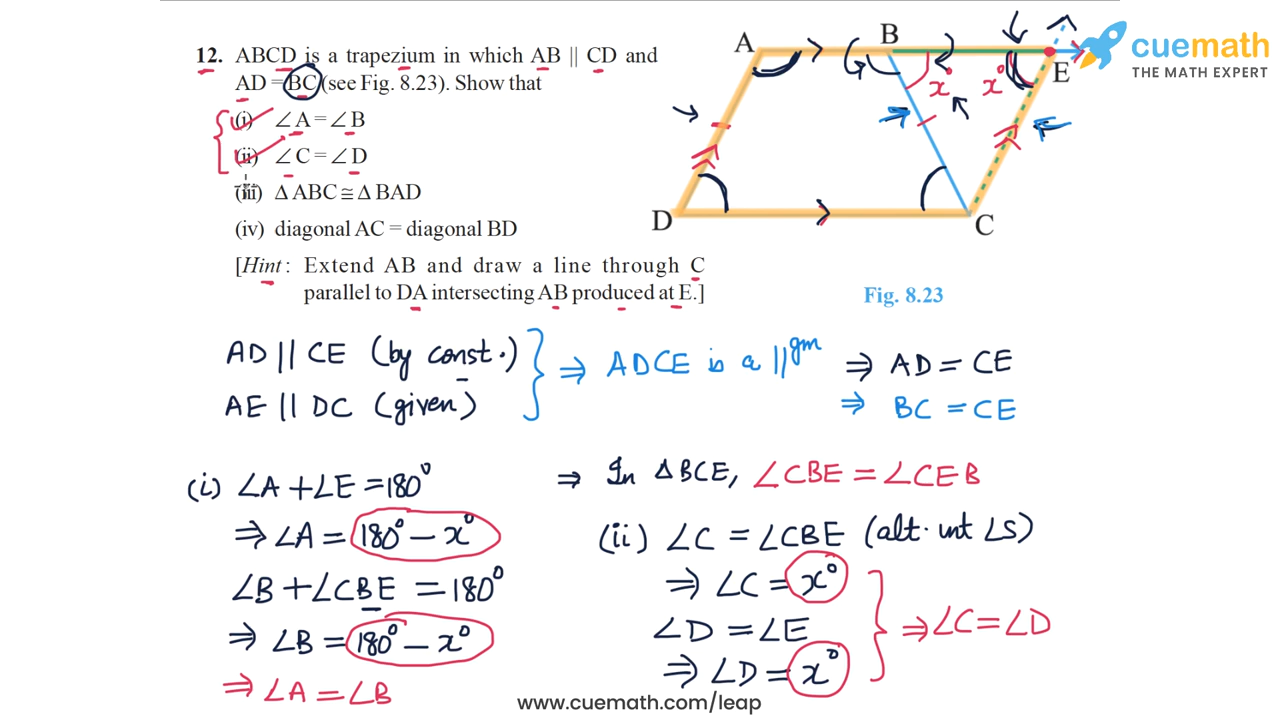 12. ABCD is a trapezium in which AB || CD and
AD = BC (see Fig. 8.23). Show that
(i) ∠A = ∠B
(ii) ∠C = ∠D
(iii) Δ ABC ≅ Δ BAD
(iv) diagonal AC = diagonal BD
[Hint : Extend AB and draw a line through C
parallel to DA intersecting AB produced at E.]
A
B
E
x°
x°
D
C
Fig. 8.23
cuemath
THE MATH EXPERT
AD || CE (by const.)
AE || DC (given)
⇒ ADCE is a ||gm
⇒ AD = CE
⇒ BC = CE
(i) ∠A + ∠E = 180°
⇒ ∠A = 180° – x°
∠B + ∠CBE = 180°
⇒ ∠B = 180° – x°
⇒ ∠A = ∠B
⇒ In ΔBCE, ∠CBE = ∠CEB
(ii) ∠C = ∠CBE (alt. int ∠s)
⇒ ∠C = x°
∠D = ∠E
⇒ ∠D = x°
⇒ ∠C = ∠D
www.cuemath.com/leap